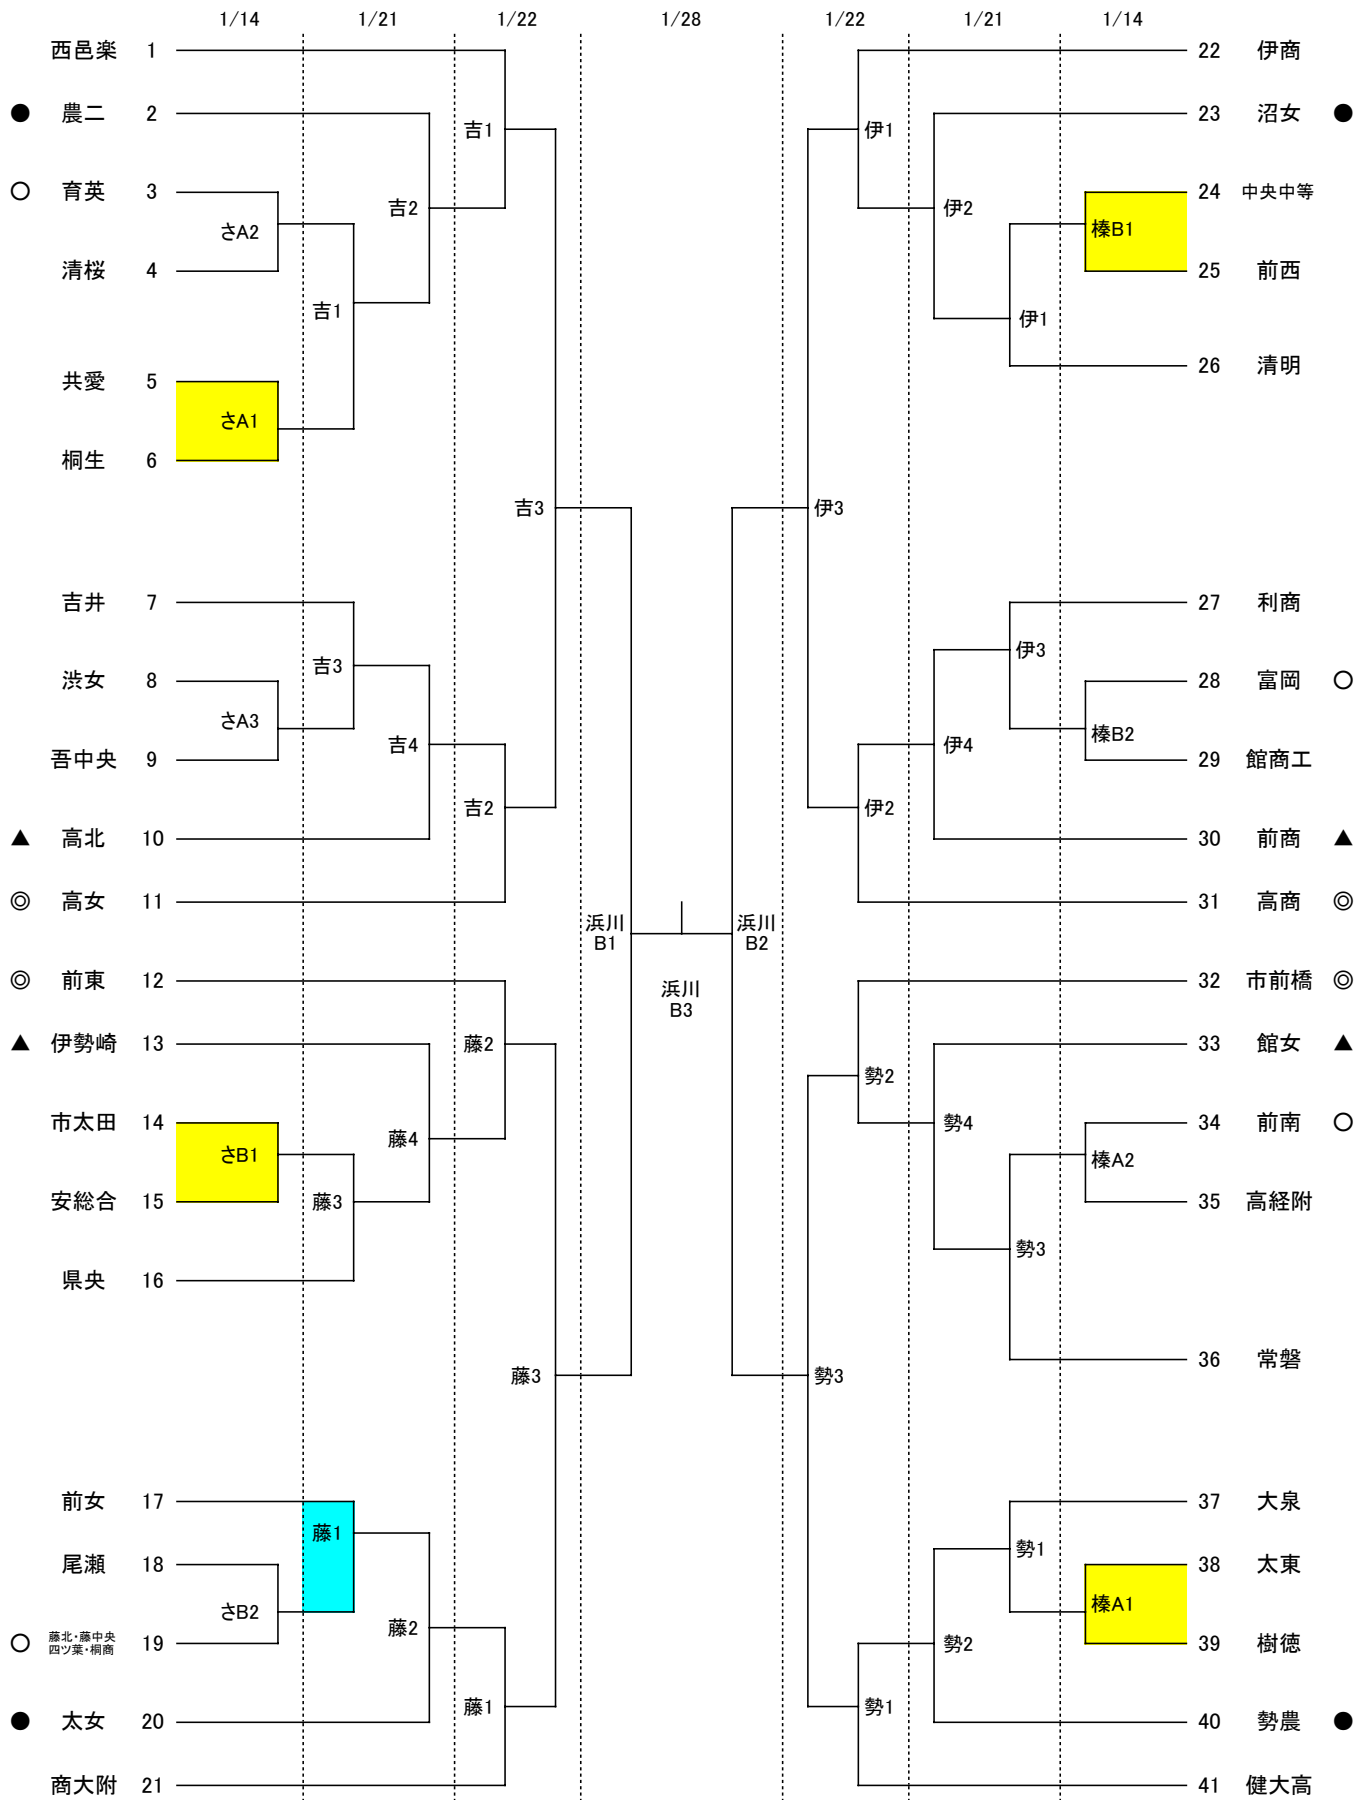 1/14 1/21 1/22 1/28 1/22 1/21 1/14
西邑楽 1
● 農二 2
○ 育英 3
清桜 4
共愛 5
桐生 6
吉井 7
渋女 8
吾中央 9
▲ 高北 10
◎ 高女 11
◎ 前東 12
▲ 伊勢崎 13
市太田 14
安総合 15
県央 16
前女 17
尾瀬 18
○ 藤北・藤中央
四ツ葉・桐商 19
● 太女 20
商大附 21
さA2
さA1
さA3
さB1
さB2
吉1
吉3
藤3
藤1
吉2
吉4
藤4
藤2
吉1
吉2
藤2
藤1
吉3
藤3
浜川
B1
浜川
B3
浜川
B2
伊3
勢3
伊1
伊2
勢2
勢1
伊2
伊4
勢4
勢2
伊1
伊3
勢3
勢1
榛B1
榛B2
榛A2
榛A1
22 伊商
23 沼女 ●
24 中央中等
25 前西
26 清明
27 利商
28 富岡 ○
29 館商工
30 前商 ▲
31 高商 ◎
32 市前橋 ◎
33 館女 ▲
34 前南 ○
35 高経附
36 常磐
37 大泉
38 太東
39 樹徳
40 勢農 ●
41 健大高